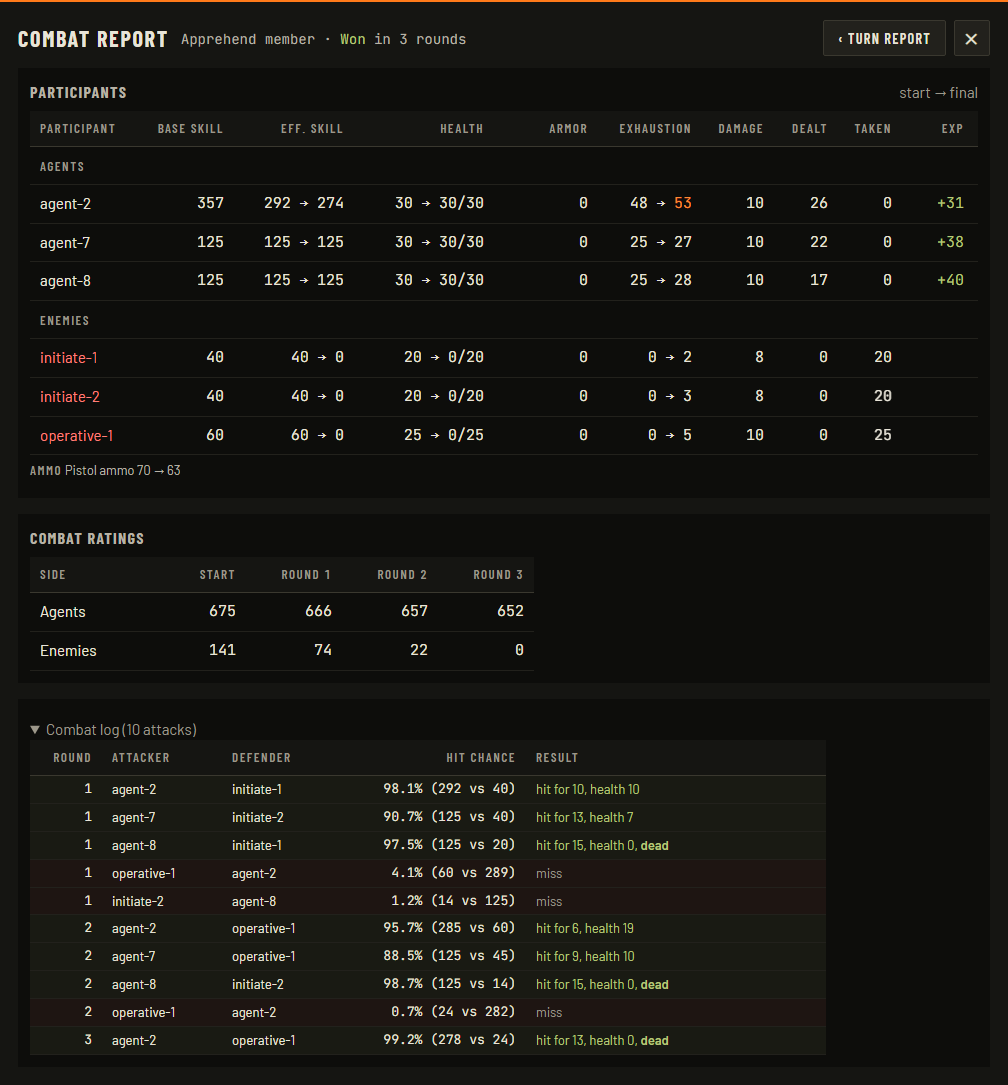 COMBAT REPORT Apprehend member · Won in 3 rounds ‹ TURN REPORT ✕
PARTICIPANTS start → final
PARTICIPANT BASE SKILL EFF. SKILL HEALTH ARMOR EXHAUSTION DAMAGE DEALT TAKEN EXP
AGENTS
agent-2 357 292 → 274 30 → 30/30 0 48 → 53 10 26 0 +31
agent-7 125 125 → 125 30 → 30/30 0 25 → 27 10 22 0 +38
agent-8 125 125 → 125 30 → 30/30 0 25 → 28 10 17 0 +40
ENEMIES
initiate-1 40 40 → 0 20 → 0/20 0 0 → 2 8 0 20
initiate-2 40 40 → 0 20 → 0/20 0 0 → 3 8 0 20
operative-1 60 60 → 0 25 → 0/25 0 0 → 5 10 0 25
AMMO Pistol ammo 70 → 63
COMBAT RATINGS
SIDE START ROUND 1 ROUND 2 ROUND 3
Agents 675 666 657 652
Enemies 141 74 22 0
▼ Combat log (10 attacks)
ROUND ATTACKER DEFENDER HIT CHANCE RESULT
1 agent-2 initiate-1 98.1% (292 vs 40) hit for 10, health 10
1 agent-7 initiate-2 90.7% (125 vs 40) hit for 13, health 7
1 agent-8 initiate-1 97.5% (125 vs 20) hit for 15, health 0, dead
1 operative-1 agent-2 4.1% (60 vs 289) miss
1 initiate-2 agent-8 1.2% (14 vs 125) miss
2 agent-2 operative-1 95.7% (285 vs 60) hit for 6, health 19
2 agent-7 operative-1 88.5% (125 vs 45) hit for 9, health 10
2 agent-8 initiate-2 98.7% (125 vs 14) hit for 15, health 0, dead
2 operative-1 agent-2 0.7% (24 vs 282) miss
3 agent-2 operative-1 99.2% (278 vs 24) hit for 13, health 0, dead